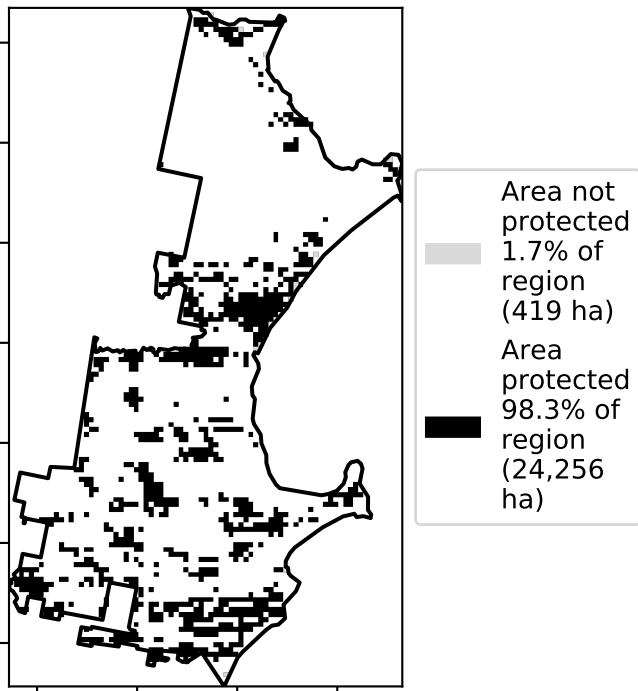 Area not
protected
1.7% of
region
(419 ha)
Area
protected
98.3% of
region
(24,256
ha)